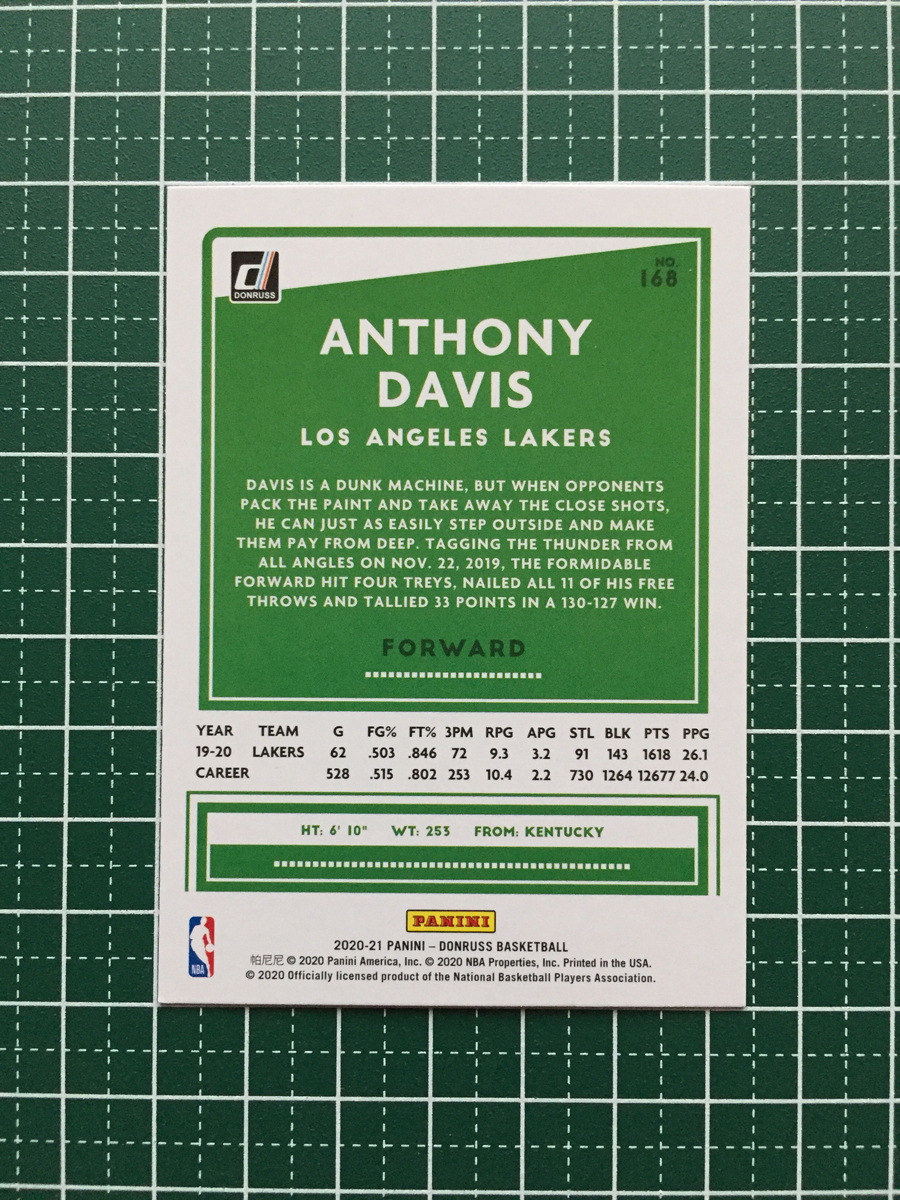 DONRUSS
NO.
168
ANTHONY
DAVIS
LOS ANGELES LAKERS
DAVIS IS A DUNK MACHINE, BUT WHEN OPPONENTS
PACK THE PAINT AND TAKE AWAY THE CLOSE SHOTS,
HE CAN JUST AS EASILY STEP OUTSIDE AND MAKE
THEM PAY FROM DEEP. TAGGING THE THUNDER FROM
ALL ANGLES ON NOV. 22, 2019, THE FORMIDABLE
FORWARD HIT FOUR TREYS, NAILED ALL 11 OF HIS FREE
THROWS AND TALLIED 33 POINTS IN A 130-127 WIN.
FORWARD
YEAR TEAM G FG% FT% 3PM RPG APG STL BLK PTS PPG
19-20 LAKERS 62 .503 .846 72 9.3 3.2 91 143 1618 26.1
CAREER 528 .515 .802 253 10.4 2.2 730 1264 12677 24.0
HT: 6' 10" WT: 253 FROM: KENTUCKY
PANINI
2020-21 PANINI – DONRUSS BASKETBALL
帕尼尼 © 2020 Panini America, Inc. © 2020 NBA Properties, Inc. Printed in the USA.
© 2020 Officially licensed product of the National Basketball Players Association.
NBA